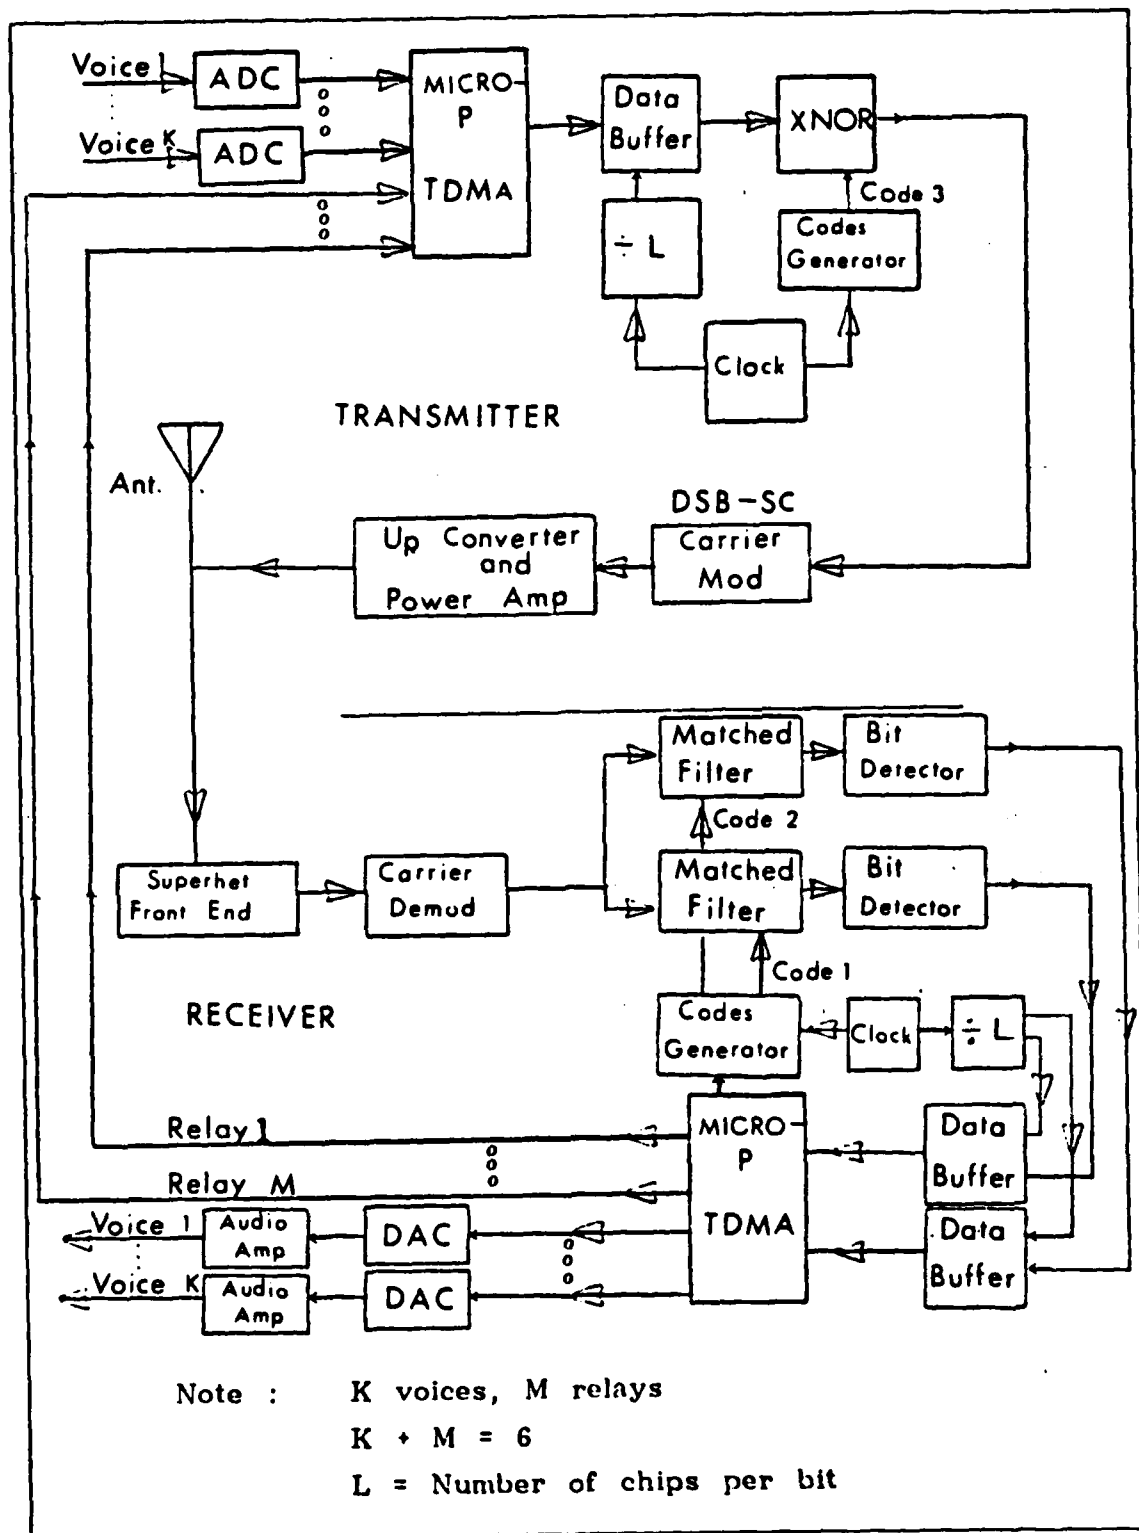 Voice 1
ADC
Voice K
ADC
MICRO-
P
TDMA
Data
Buffer
XNOR
Code 3
÷ L
Codes
Generator
Clock
TRANSMITTER
Ant.
DSB-SC
Up Converter
and
Power Amp
Carrier
Mod
Matched
Filter
Bit
Detector
Code 2
Superhet
Front End
Carrier
Demod
Matched
Filter
Bit
Detector
Code 1
RECEIVER
Codes
Generator
Clock
÷ L
Relay 1
MICRO-
P
TDMA
Data
Buffer
Relay M
Voice 1
Audio
Amp
DAC
Data
Buffer
Voice K
Audio
Amp
DAC
Note : K voices, M relays
K + M = 6
L = Number of chips per bit